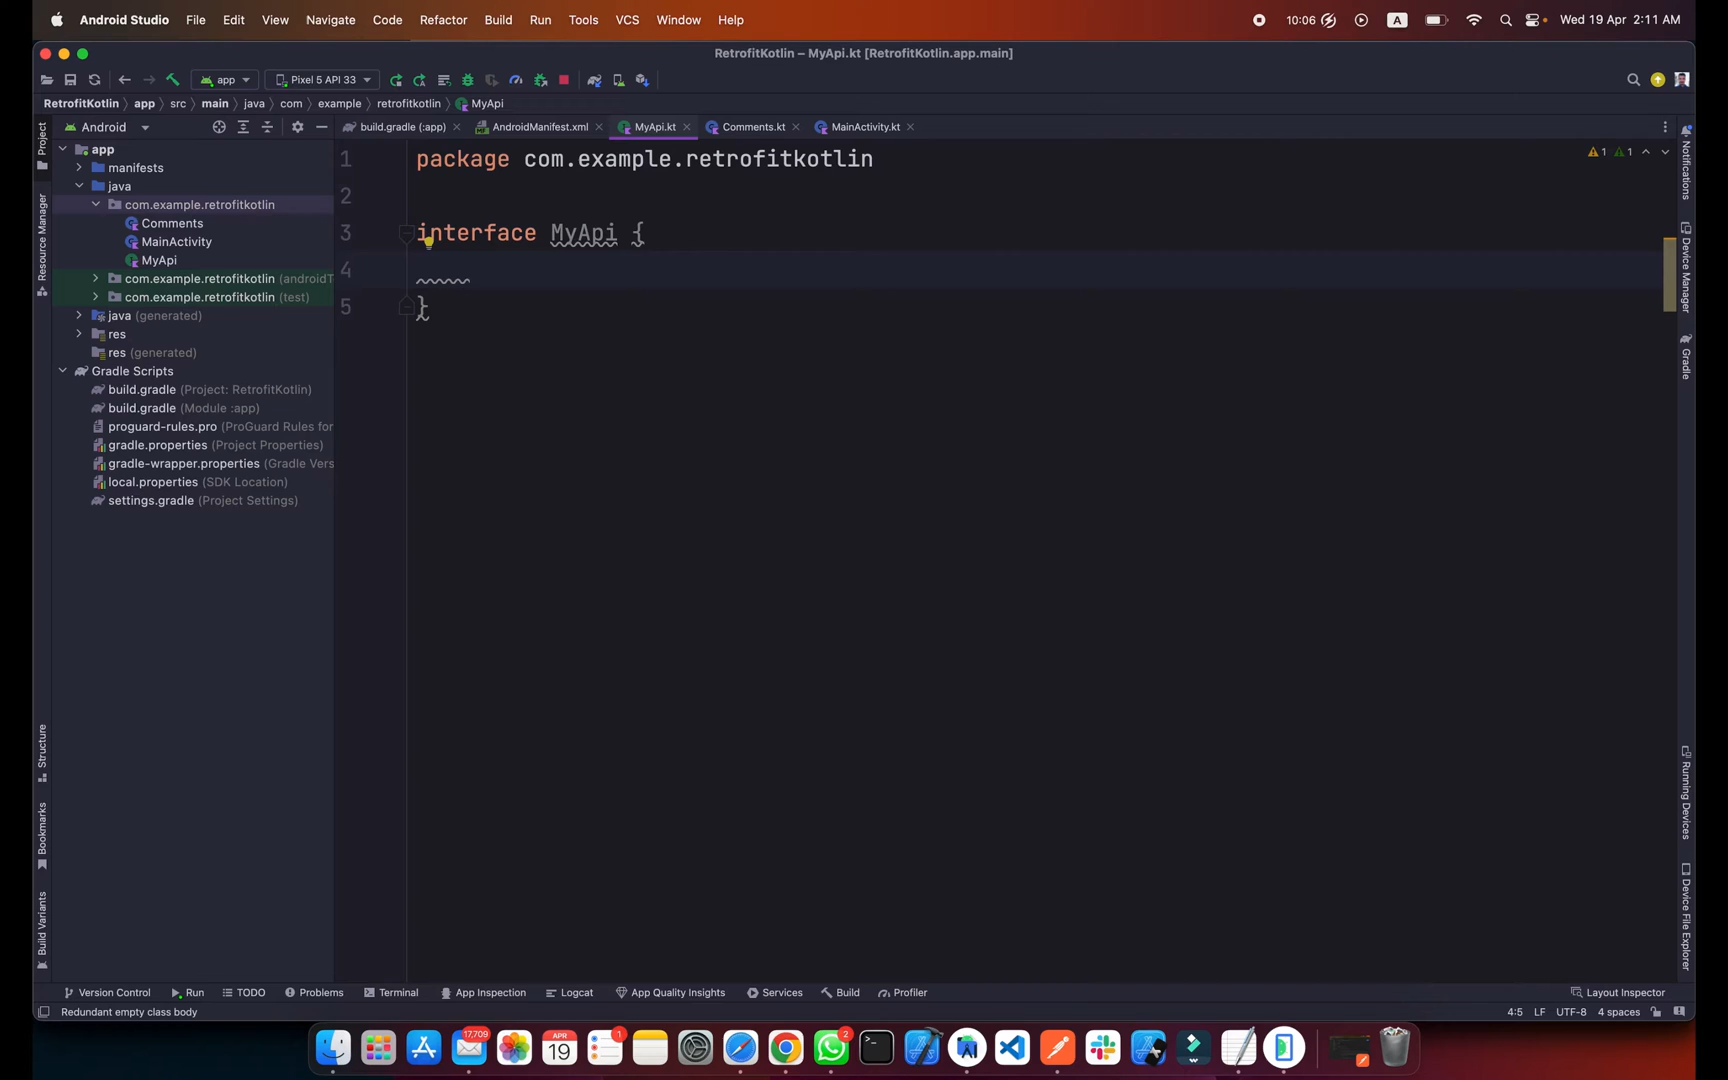 Android Studio File Edit View Navigate Code Refactor Build Run Tools VCS Window Help 10:06 A Wed 19 Apr 2:11 AM
RetrofitKotlin – MyApi.kt [RetrofitKotlin.app.main]
app Pixel 5 API 33
RetrofitKotlin app src main java com example retrofitkotlin MyApi
Android build.gradle (:app) AndroidManifest.xml MyApi.kt Comments.kt MainActivity.kt
app
manifests
java
com.example.retrofitkotlin
Comments
MainActivity
MyApi
com.example.retrofitkotlin (androidT
com.example.retrofitkotlin (test)
java (generated)
res
res (generated)
Gradle Scripts
build.gradle (Project: RetrofitKotlin)
build.gradle (Module :app)
proguard-rules.pro (ProGuard Rules for
gradle.properties (Project Properties)
gradle-wrapper.properties (Gradle Vers
local.properties (SDK Location)
settings.gradle (Project Settings)
1 package com.example.retrofitkotlin
2
3 interface MyApi {
4
5 }
1 1
Project
Resource Manager
Structure
Bookmarks
Build Variants
Notifications
Device Manager
Gradle
Running Devices
Device File Explorer
Version Control Run TODO Problems Terminal App Inspection Logcat App Quality Insights Services Build Profiler Layout Inspector
Redundant empty class body 4:5 LF UTF-8 4 spaces
17,709 APR 19 1 2